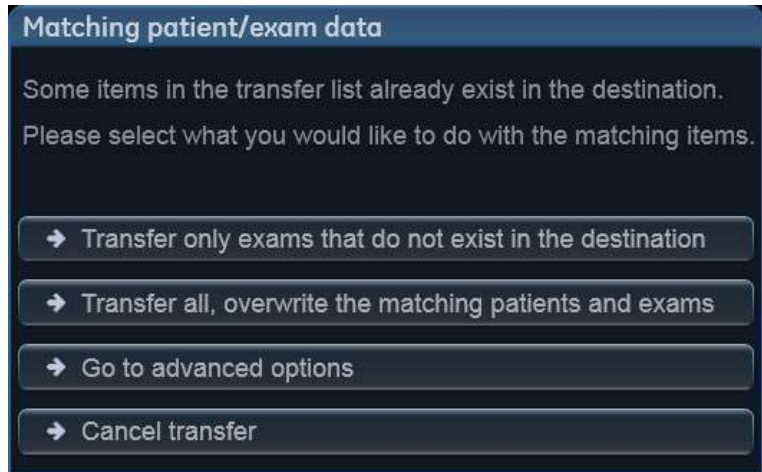 Matching patient/exam data
Some items in the transfer list already exist in the destination.
Please select what you would like to do with the matching items.
Transfer only exams that do not exist in the destination
Transfer all, overwrite the matching patients and exams
Go to advanced options
Cancel transfer